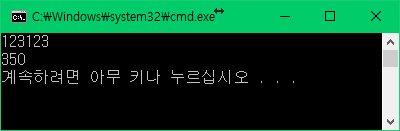 C:₩Windows₩system32₩cmd.exe
123123
350
계속하려면 아무 키나 누르십시오 . . .